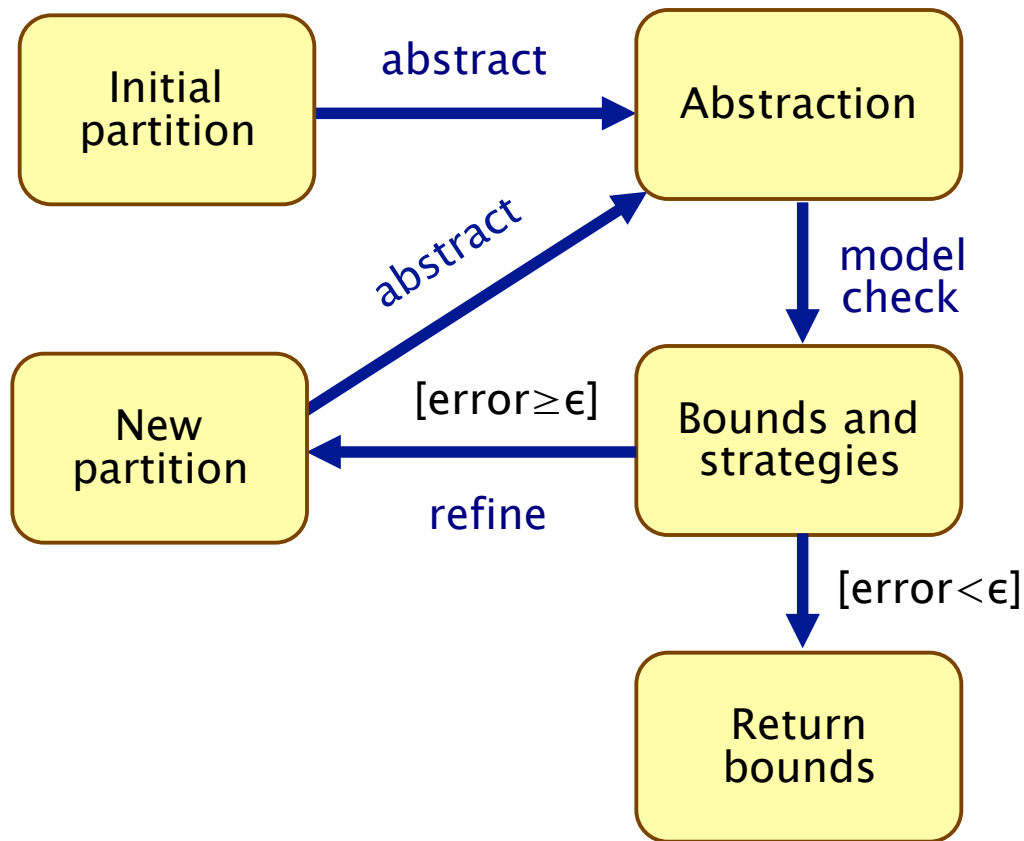 Initial
partition
abstract
Abstraction
abstract
model
check
New
partition
[error≥ϵ]
refine
Bounds and
strategies
[error<ϵ]
Return
bounds